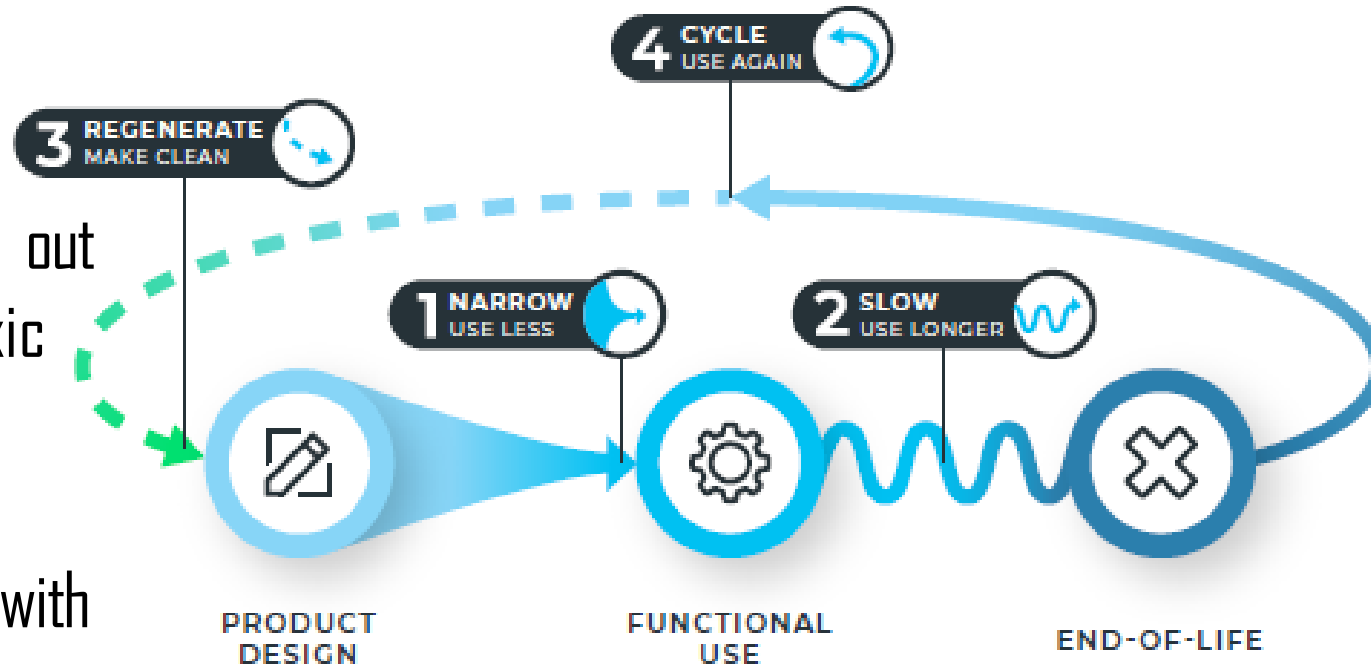 4 CYCLE
USE AGAIN
3 REGENERATE
MAKE CLEAN
out
1 NARROW
USE LESS
2 SLOW
USE LONGER
with
PRODUCT
DESIGN
FUNCTIONAL
USE
END-OF-LIFE